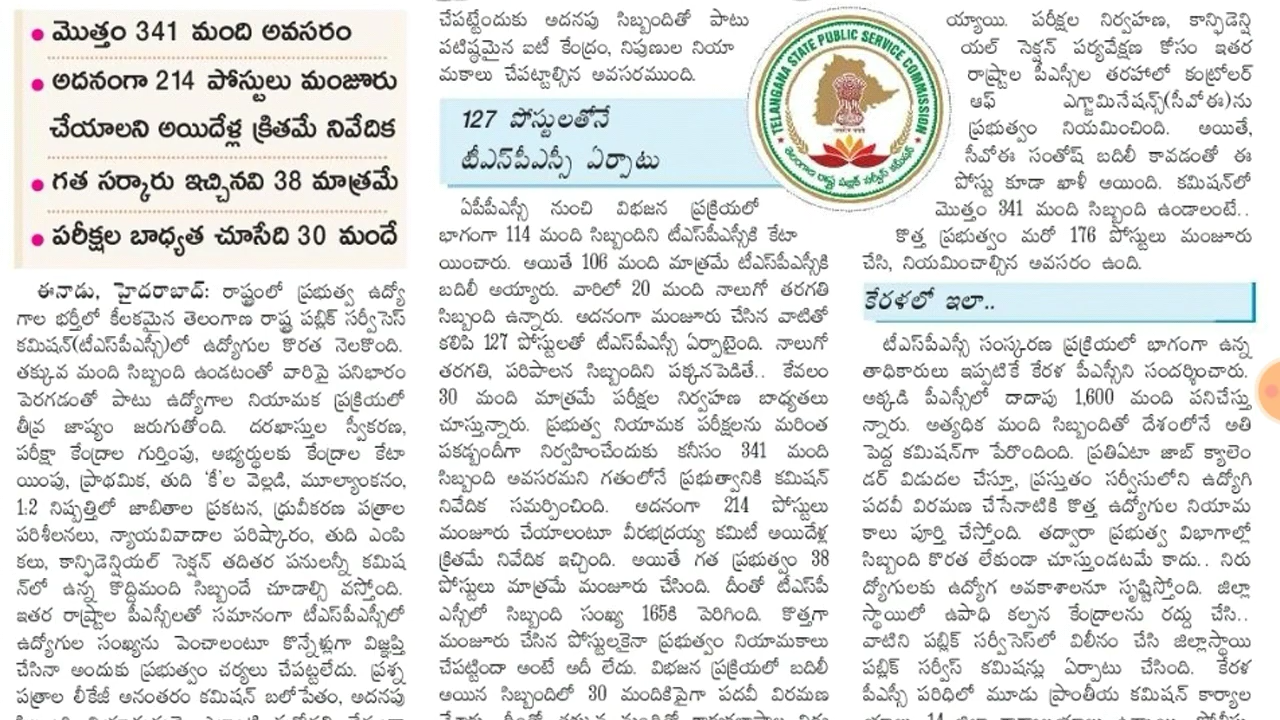 మొత్తం 341 మంది అవసరం
అదనంగా 214 పోస్టులు మంజూరు
చేయాలని అయిదేళ్ల క్రితమే నివేదిక
గత సర్కారు ఇచ్చినవి 38 మాత్రమే
పరీక్షల బాధ్యత చూసేది 30 మందే
ఈనాడు, హైదరాబాద్: రాష్ట్రంలో ప్రభుత్వ ఉద్యో
గాల భర్తీలో కీలకమైన తెలంగాణ రాష్ట్ర పబ్లిక్ సర్వీసెస్
కమిషన్(టీఎస్‌పీఎస్సీ)లో ఉద్యోగుల కొరత నెలకొంది.
తక్కువ మంది సిబ్బంది ఉండటంతో వారిపై పనిభారం
పెరగడంతో పాటు ఉద్యోగాల నియామక ప్రక్రియలో
తీవ్ర జాప్యం జరుగుతోంది. దరఖాస్తుల స్వీకరణ,
పరీక్షా కేంద్రాల గుర్తింపు, అభ్యర్థులకు కేంద్రాల కేటా
యింపు, ప్రాథమిక, తుది 'కీ'ల వెల్లడి, మూల్యాంకనం,
1:2 నిష్పత్తిలో జాబితాల ప్రకటన, ధ్రువీకరణ పత్రాల
పరిశీలనలు, న్యాయవివాదాల పరిష్కారం, తుది ఎంపి
కలు, కాన్ఫిడెన్షియల్ సెక్షన్ తదితర పనులన్నీ కమిష
న్‌లో ఉన్న కొద్దిమంది సిబ్బందే చూడాల్సి వస్తోంది.
ఇతర రాష్ట్రాల పీఎస్సీలతో సమానంగా టీఎస్‌పీఎస్సీలో
ఉద్యోగుల సంఖ్యను పెంచాలంటూ కొన్నేళ్లుగా విజ్ఞప్తి
చేసినా అందుకు ప్రభుత్వం చర్యలు చేపట్టలేదు. ప్రశ్న
పత్రాల లీకేజీ అనంతరం కమిషన్ బలోపేతం, అదనపు
చేపట్టేందుకు అదనపు సిబ్బందితో పాటు
పటిష్ఠమైన ఐటీ కేంద్రం, నిపుణుల నియా
మకాలు చేపట్టాల్సిన అవసరముంది.
127 పోస్టులతోనే
టీఎస్‌పీఎస్సీ ఏర్పాటు
ఏపీపీఎస్సీ నుంచి విభజన ప్రక్రియలో
భాగంగా 114 మంది సిబ్బందిని టీఎస్‌పీఎస్సీకి కేటా
యించారు. అయితే 106 మంది మాత్రమే టీఎస్‌పీఎస్సీకి
బదిలీ అయ్యారు. వారిలో 20 మంది నాలుగో తరగతి
సిబ్బంది ఉన్నారు. అదనంగా మంజూరు చేసిన వాటితో
కలిపి 127 పోస్టులతో టీఎస్‌పీఎస్సీ ఏర్పాటైంది. నాలుగో
తరగతి, పరిపాలన సిబ్బందిని పక్కనపెడితే.. కేవలం
30 మంది మాత్రమే పరీక్షల నిర్వహణ బాధ్యతలు
చూస్తున్నారు. ప్రభుత్వ నియామక పరీక్షలను మరింత
పకడ్బందీగా నిర్వహించేందుకు కనీసం 341 మంది
సిబ్బంది అవసరమని గతంలోనే ప్రభుత్వానికి కమిషన్
నివేదిక సమర్పించింది. అదనంగా 214 పోస్టులు
మంజూరు చేయాలంటూ వీరభద్రయ్య కమిటీ అయిదేళ్ల
క్రితమే నివేదిక ఇచ్చింది. అయితే గత ప్రభుత్వం 38
పోస్టులు మాత్రమే మంజూరు చేసింది. దీంతో టీఎస్‌పీ
ఎస్సీలో సిబ్బంది సంఖ్య 165కి పెరిగింది. కొత్తగా
మంజూరు చేసిన పోస్టులకైనా ప్రభుత్వం నియామకాలు
చేపట్టిందా అంటే అదీ లేదు. విభజన ప్రక్రియలో బదిలీ
అయిన సిబ్బందిలో 30 మందికిపైగా పదవీ విరమణ
TELANGANA STATE PUBLIC SERVICE COMMISSION
తెలంగాణ రాష్ట్ర పబ్లిక్ సర్వీస్ కమిషన్
య్యాయి. పరీక్షల నిర్వహణ, కాన్ఫిడెన్షి
యల్ సెక్షన్ పర్యవేక్షణ కోసం ఇతర
రాష్ట్రాల పీఎస్సీల తరహాలో కంట్రోలర్
ఆఫ్ ఎగ్జామినేషన్స్(సీవోఈ)ను
ప్రభుత్వం నియమించింది. అయితే,
సీవోఈ సంతోష్ బదిలీ కావడంతో ఈ
పోస్టు కూడా ఖాళీ అయింది. కమిషన్‌లో
మొత్తం 341 మంది సిబ్బంది ఉండాలంటే..
కొత్త ప్రభుత్వం మరో 176 పోస్టులు మంజూరు
చేసి, నియమించాల్సిన అవసరం ఉంది.
కేరళలో ఇలా..
టీఎస్‌పీఎస్సీ సంస్కరణ ప్రక్రియలో భాగంగా ఉన్న
తాధికారులు ఇప్పటికే కేరళ పీఎస్సీని సందర్శించారు.
అక్కడి పీఎస్సీలో దాదాపు 1,600 మంది పనిచేస్తు
న్నారు. అత్యధిక మంది సిబ్బందితో దేశంలోనే అతి
పెద్ద కమిషన్‌గా పేరొందింది. ప్రతిఏటా జాబ్ క్యాలెం
డర్ విడుదల చేస్తూ, ప్రస్తుతం సర్వీసులోని ఉద్యోగి
పదవీ విరమణ చేసేనాటికి కొత్త ఉద్యోగుల నియామ
కాలు పూర్తి చేస్తోంది. తద్వారా ప్రభుత్వ విభాగాల్లో
సిబ్బంది కొరత లేకుండా చూస్తుండటమే కాదు.. నిరు
ద్యోగులకు ఉద్యోగ అవకాశాలనూ సృష్టిస్తోంది. జిల్లా
స్థాయిలో ఉపాధి కల్పన కేంద్రాలను రద్దు చేసి..
వాటిని పబ్లిక్ సర్వీసెస్‌లో విలీనం చేసి జిల్లాస్థాయి
పబ్లిక్ సర్వీస్ కమిషన్లు ఏర్పాటు చేసింది. కేరళ
పీఎస్సీ పరిధిలో మూడు ప్రాంతీయ కమిషన్ కార్యాల